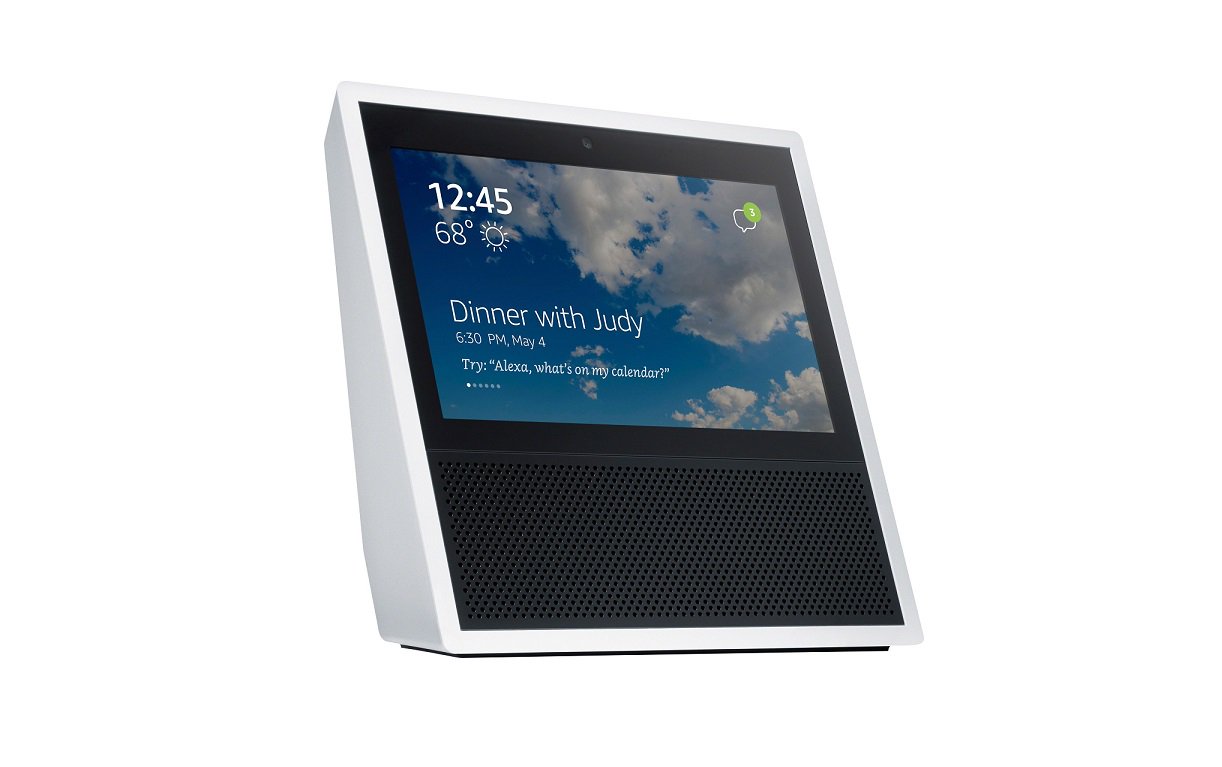 12:45
68°
3
Dinner with Judy
6:30 PM, May 4
Try: “Alexa, what’s on my calendar?”